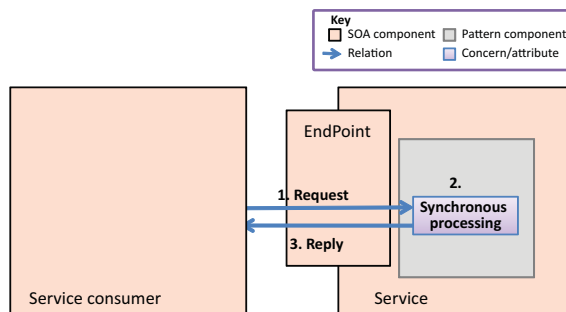 Key
SOA component
Pattern component
Relation
Concern/attribute
EndPoint
1. Request
2.
Synchronous
processing
3. Reply
Service consumer
Service